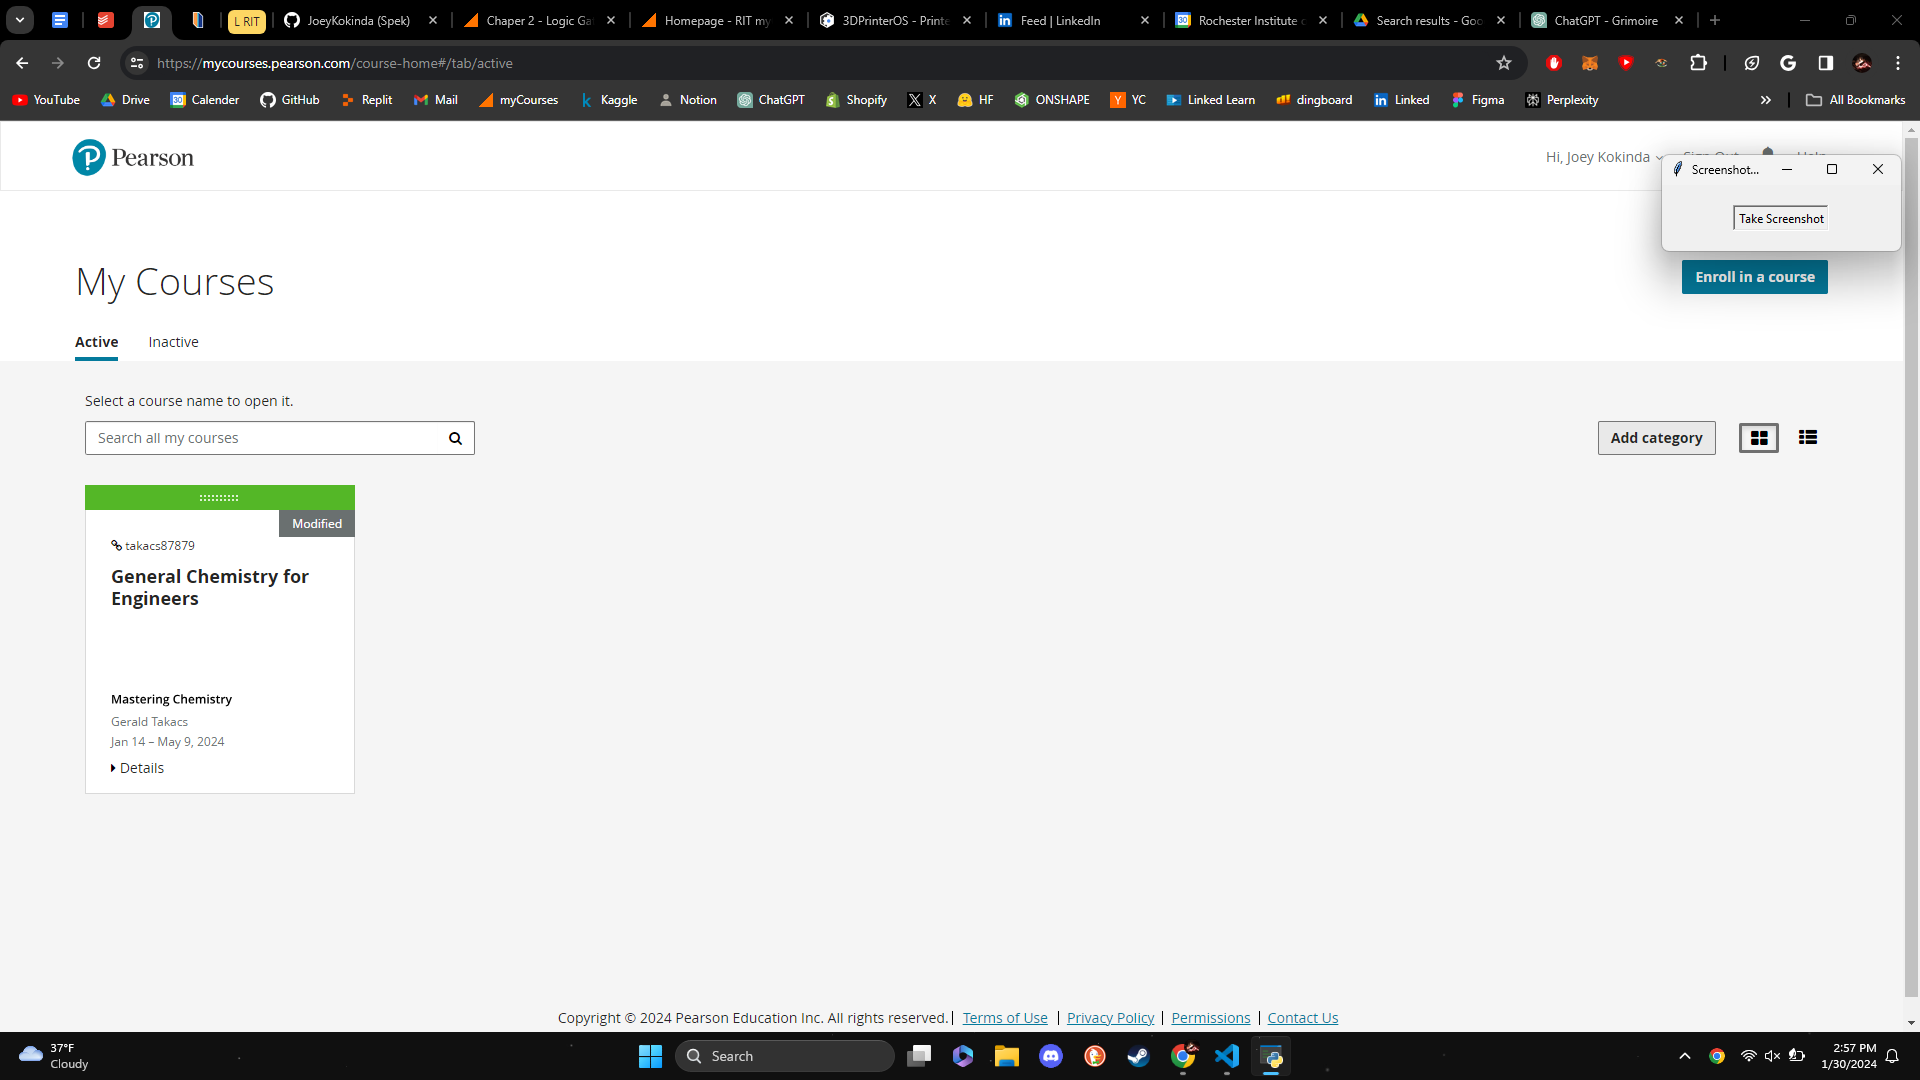 L RIT
JoeyKokinda (Spek)
Chaper 2 - Logic Ga
Homepage - RIT my
3DPrinterOS - Printe
Feed | LinkedIn
Rochester Institute
Search results - Goo
ChatGPT - Grimoire
https://mycourses.pearson.com/course-home#/tab/active
YouTube
Drive
Calender
GitHub
Replit
Mail
myCourses
Kaggle
Notion
ChatGPT
Shopify
X
HF
ONSHAPE
YC
Linked Learn
dingboard
Linked
Figma
Perplexity
All Bookmarks
Pearson
Hi, Joey Kokinda
Screenshot...
Take Screenshot
My Courses
Enroll in a course
Active
Inactive
Select a course name to open it.
Search all my courses
Add category
Modified
takacs87879
General Chemistry for
Engineers
Mastering Chemistry
Gerald Takacs
Jan 14 – May 9, 2024
Details
Copyright © 2024 Pearson Education Inc. All rights reserved. | Terms of Use | Privacy Policy | Permissions | Contact Us
37°F
Cloudy
Search
2:57 PM
1/30/2024